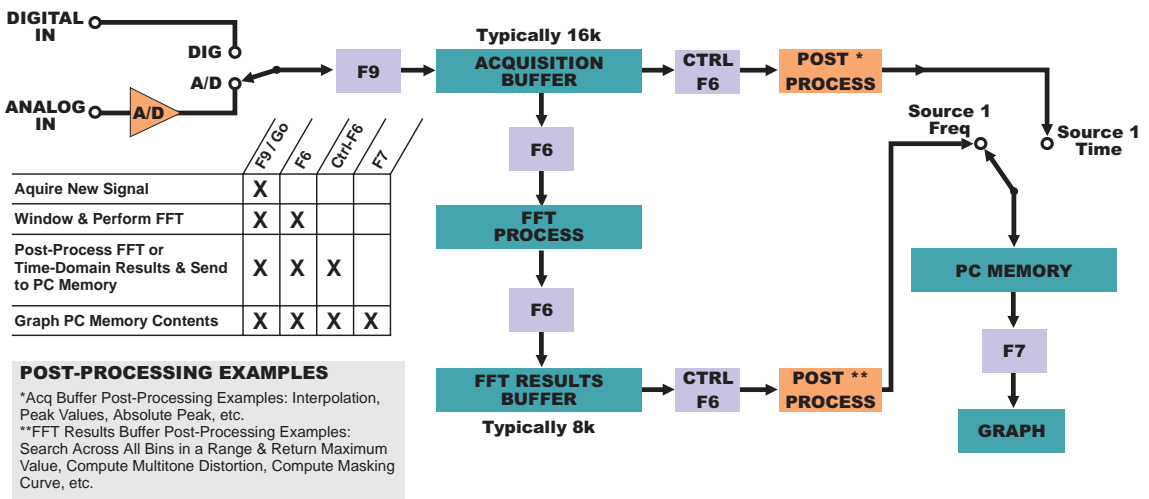 DIGITAL
IN
DIG
A/D
ANALOG
IN
A/D
F9
Typically 16k
ACQUISITION
BUFFER
CTRL
F6
POST *
PROCESS
Source 1
Freq
Source 1
Time
F6
FFT
PROCESS
F6
FFT RESULTS
BUFFER
Typically 8k
CTRL
F6
POST **
PROCESS
PC MEMORY
F7
GRAPH
F9 / Go
F6
Ctrl-F6
F7
Aquire New Signal X
Window & Perform FFT X X
Post-Process FFT or
Time-Domain Results & Send X X X
to PC Memory
Graph PC Memory Contents X X X X
POST-PROCESSING EXAMPLES
*Acq Buffer Post-Processing Examples: Interpolation,
Peak Values, Absolute Peak, etc.
**FFT Results Buffer Post-Processing Examples:
Search Across All Bins in a Range & Return Maximum
Value, Compute Multitone Distortion, Compute Masking
Curve, etc.